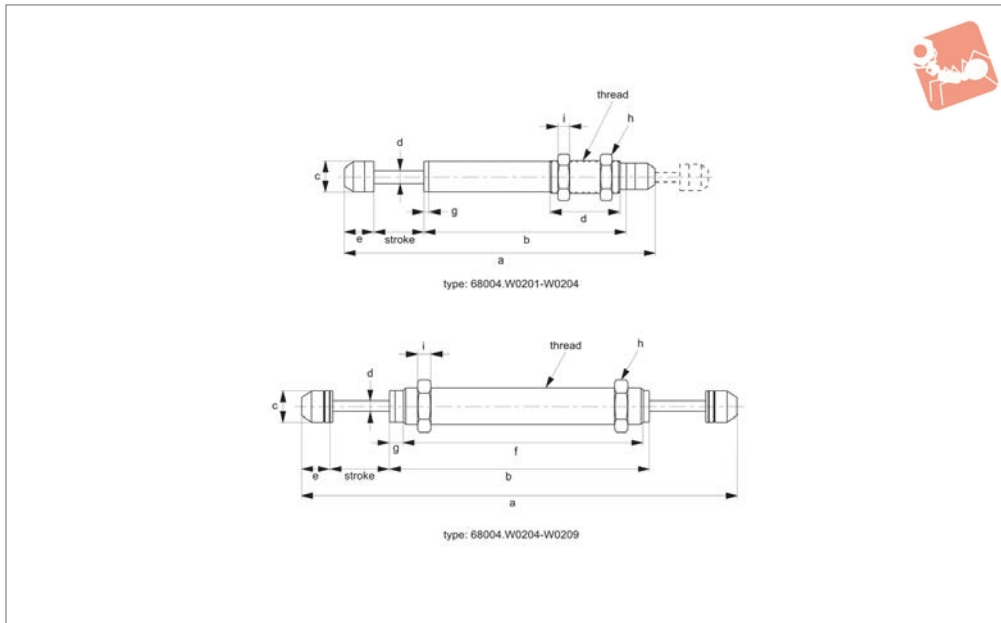 thread
i
h
d
c
g
d
e
stroke
b
a
type: 68004.W0201-W0204
thread
i
h
d
c
g
f
e
stroke
b
a
type: 68004.W0204-W0209